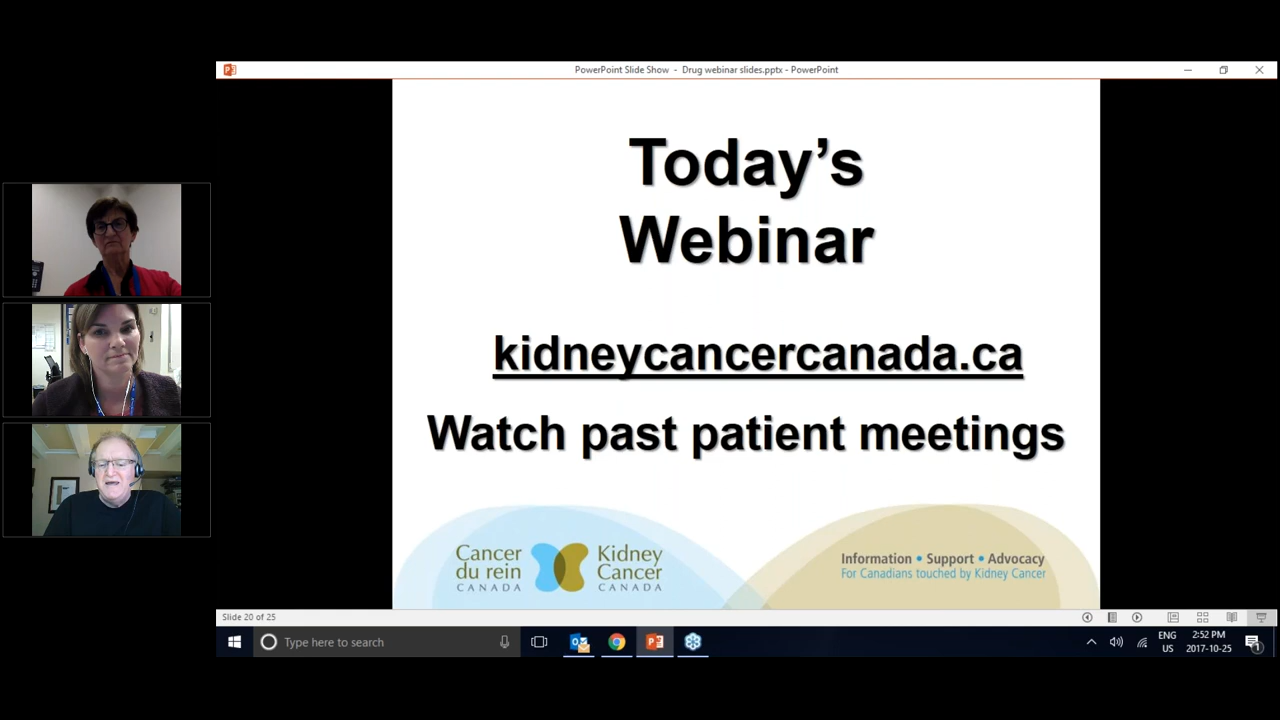 PowerPoint Slide Show - Drug webinar slides.pptx - PowerPoint
Today’s
Webinar
kidneycancercanada.ca
Watch past patient meetings
Cancer
du rein
CANADA
Kidney
Cancer
CANADA
Information • Support • Advocacy
For Canadians touched by Kidney Cancer
Slide 20 of 25
Type here to search
ENG
US
2:52 PM
2017-10-25
1